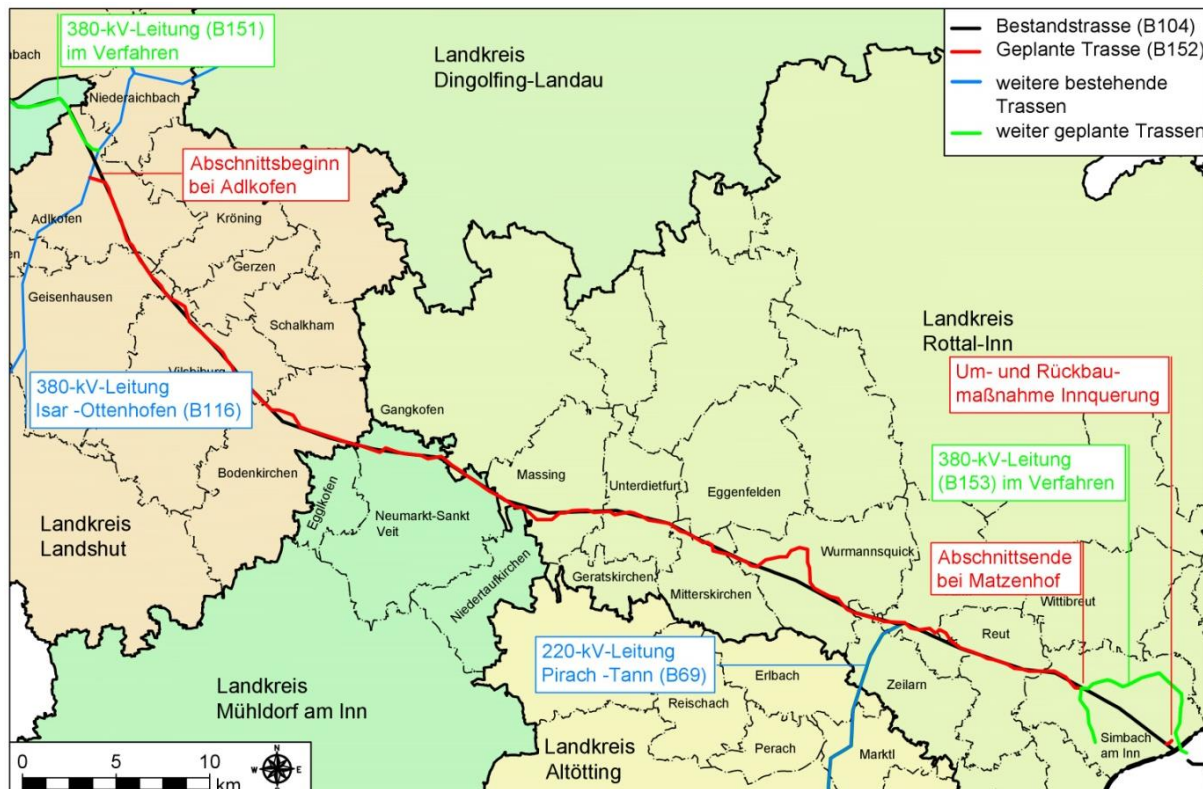 380-kV-Leitung (B151)
im Verfahren
Landkreis
Dingolfing-Landau
Bestandstrasse (B104)
Geplante Trasse (B152)
weitere bestehende
Trassen
weiter geplante Trassen
nbach
Niederaichbach
Abschnittsbeginn
bei Adlkofen
Adlkofen
Kröning
en
Gerzen
Geisenhausen
Schalkham
Landkreis
Rottal-Inn
Vilsbiburg
380-kV-Leitung
Isar -Ottenhofen (B116)
Um- und Rückbau-
maßnahme Innquerung
Gangkofen
Bodenkirchen
Massing
Unterdietfurt
Eggenfelden
380-kV-Leitung
(B153) im Verfahren
Egglkofen
Neumarkt-Sankt
Veit
Landkreis
Landshut
Wurmannsquick
Abschnittsende
bei Matzenhof
Niedertaufkirchen
Geratskirchen
Mitterskirchen
Wittibreut
Reut
220-kV-Leitung
Pirach -Tann (B69)
Erlbach
Zeilarn
Landkreis
Mühldorf am Inn
Reischach
Simbach
am Inn
Perach
Marktl
Landkreis
Altötting
0 5 10
km
N
W E
S